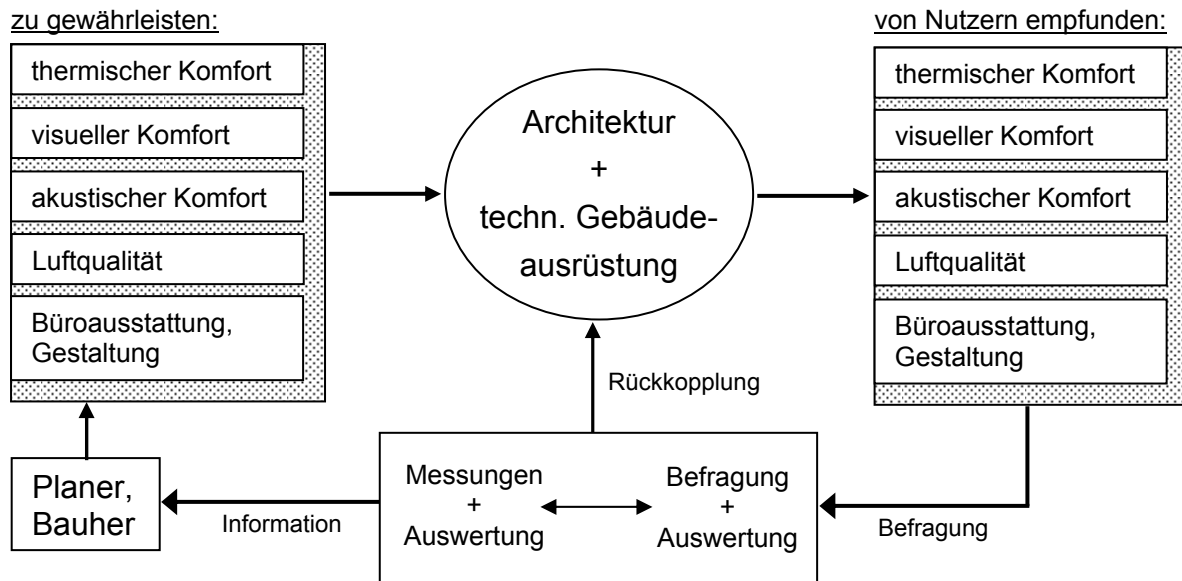 zu gewährleisten:
thermischer Komfort
visueller Komfort
akustischer Komfort
Luftqualität
Büroausstattung,
Gestaltung
Architektur
+
techn. Gebäude-
ausrüstung
von Nutzern empfunden:
thermischer Komfort
visueller Komfort
akustischer Komfort
Luftqualität
Büroausstattung,
Gestaltung
Rückkopplung
Planer,
Bauher
Information
Messungen
+
Auswertung
Befragung
+
Auswertung
Befragung